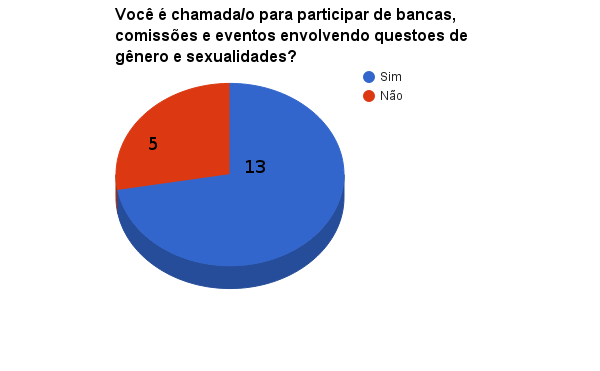 Você é chamada/o para participar de bancas,
comissões e eventos envolvendo questoes de
gênero e sexualidades?
Sim
Não
5
13